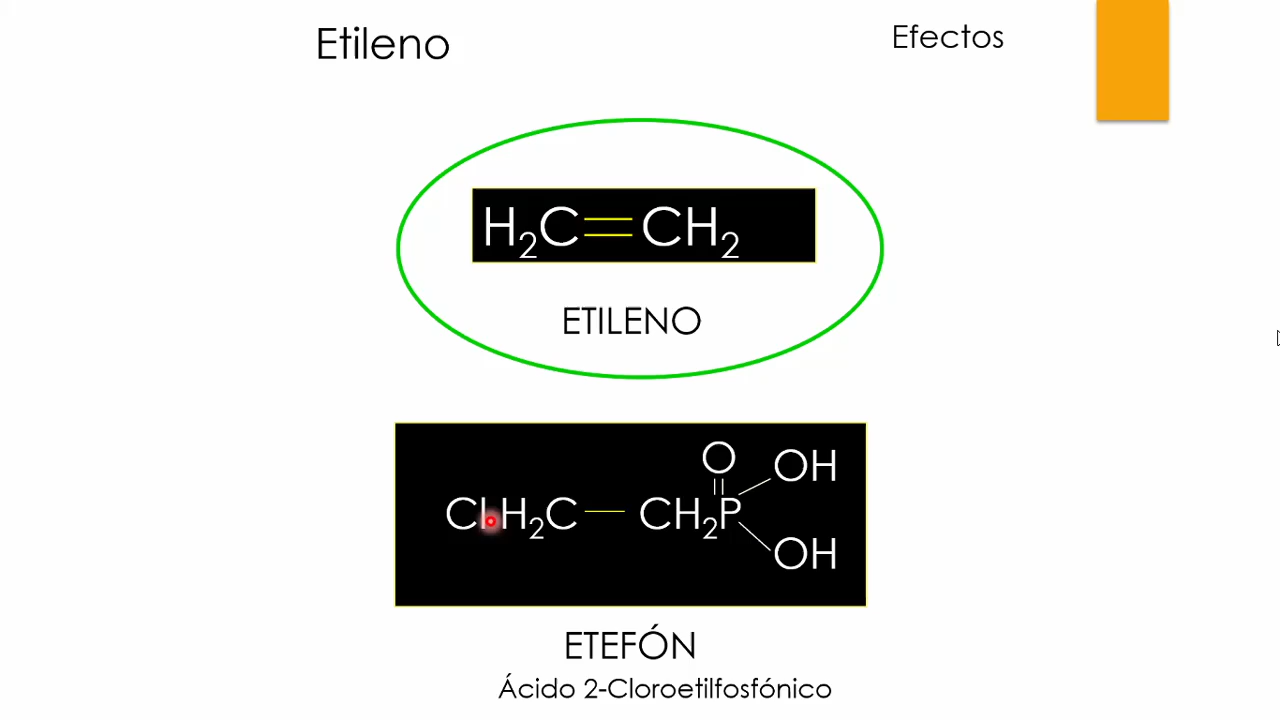 Etileno
Efectos
H₂C=CH₂
ETILENO
O
OH
ClH₂C—CH₂P
OH
ETEFÓN
Ácido 2-Cloroetilfosfónico